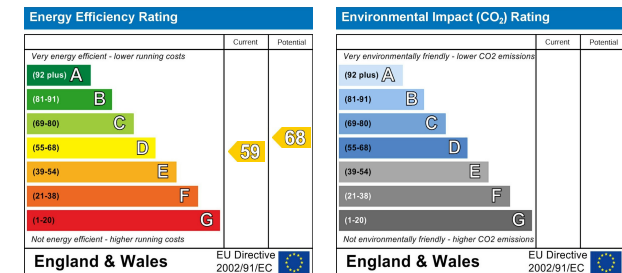 Energy Efficiency Rating
Current Potential
Very energy efficient - lower running costs
(92 plus) A
(81-91) B
(69-80) C
(55-68) D
(39-54) E
(21-38) F
(1-20) G
59
68
Not energy efficient - higher running costs
England & Wales
EU Directive
2002/91/EC
Environmental Impact (CO₂) Rating
Current Potential
Very environmentally friendly - lower CO2 emissions
(92 plus) A
(81-91) B
(69-80) C
(55-68) D
(39-54) E
(21-38) F
(1-20) G
Not environmentally friendly - higher CO2 emissions
England & Wales
EU Directive
2002/91/EC